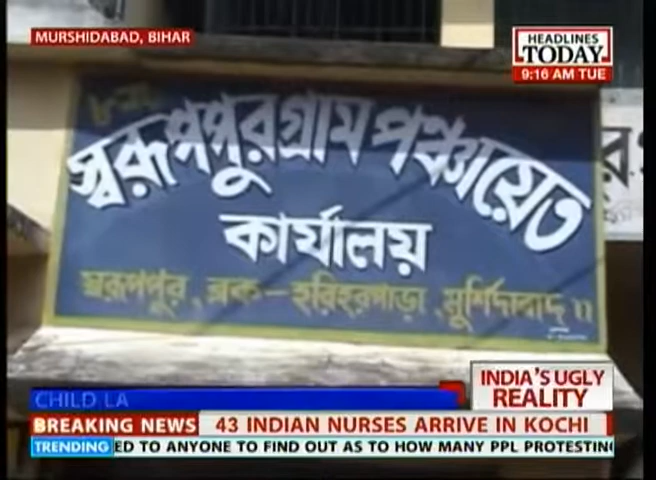 MURSHIDABAD, BIHAR
HEADLINES
TODAY
9:16 AM TUE
স্বরূপপুর গ্রাম পঞ্চায়েত
কার্যালয়
স্বরূপপুর, ব্লক - হরিহরপাড়া, মুর্শিদাবাদ ৷৷
CHILD LA
INDIA'S UGLY
REALITY
BREAKING NEWS 43 INDIAN NURSES ARRIVE IN KOCHI
TRENDING ED TO ANYONE TO FIND OUT AS TO HOW MANY PPL PROTESTING